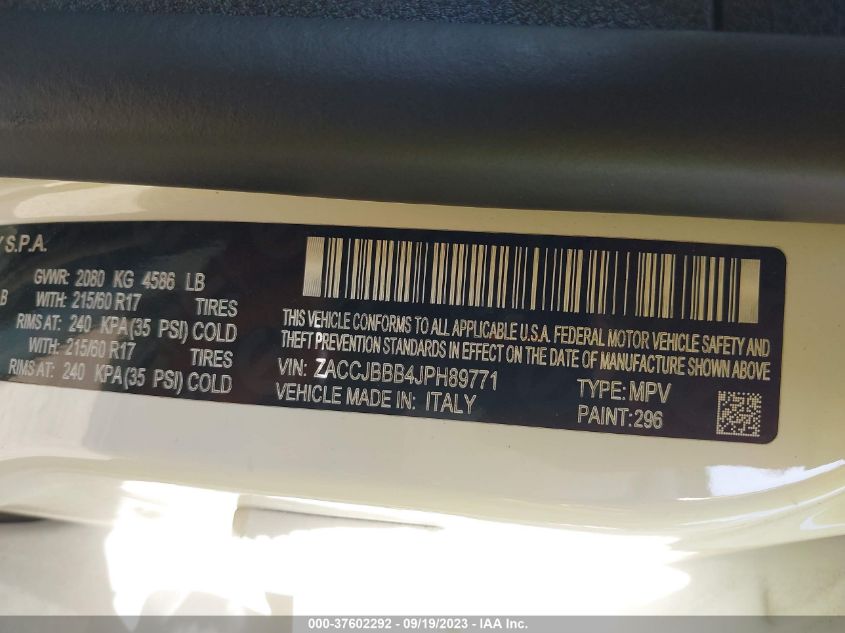 Y S.P.A.
GVWR: 2080 KG 4586 LB
B WITH: 215/60 R17 TIRES
RIMS AT: 240 KPA(35 PSI) COLD
WITH: 215/60 R17 TIRES
RIMS AT: 240 KPA(35 PSI) COLD
THIS VEHICLE CONFORMS TO ALL APPLICABLE U.S.A. FEDERAL MOTOR VEHICLE SAFETY AND
THEFT PREVENTION STANDARDS IN EFFECT ON THE DATE OF MANUFACTURE SHOWN ABOVE
VIN: ZACCJBBB4JPH89771 TYPE: MPV
VEHICLE MADE IN: ITALY PAINT:296
000-37602292 - 09/19/2023 - IAA Inc.